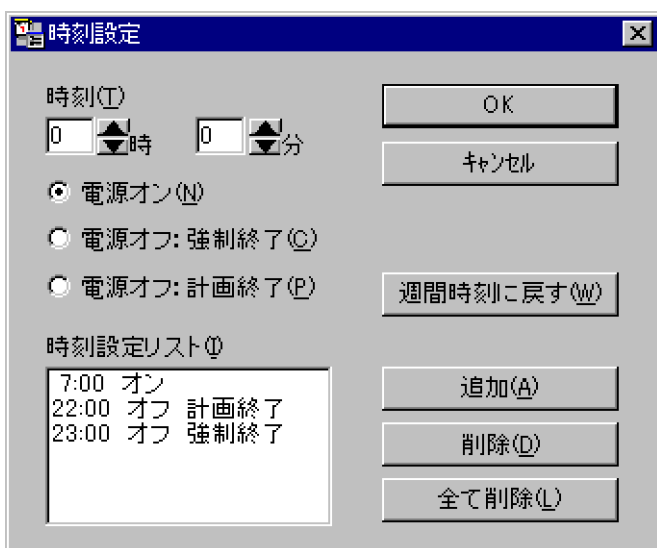 時刻設定
時刻(T)
0 時 0 分
電源オン(N)
電源オフ: 強制終了(C)
電源オフ: 計画終了(P)
時刻設定リスト(I)
7:00 オン
22:00 オフ 計画終了
23:00 オフ 強制終了
OK
キャンセル
週間時刻に戻す(W)
追加(A)
削除(D)
全て削除(L)